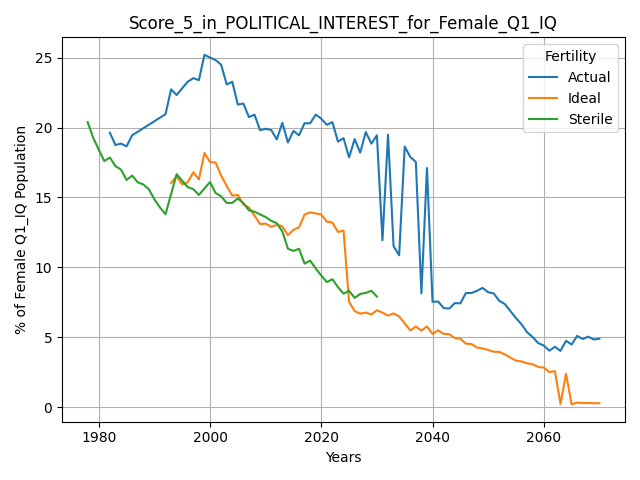 Score_5_in_POLITICAL_INTEREST_for_Female_Q1_IQ
% of Female Q1_IQ Population
25
20
15
10
5
0
Fertility
Actual
Ideal
Sterile
1980
2000
2020
2040
2060
Years